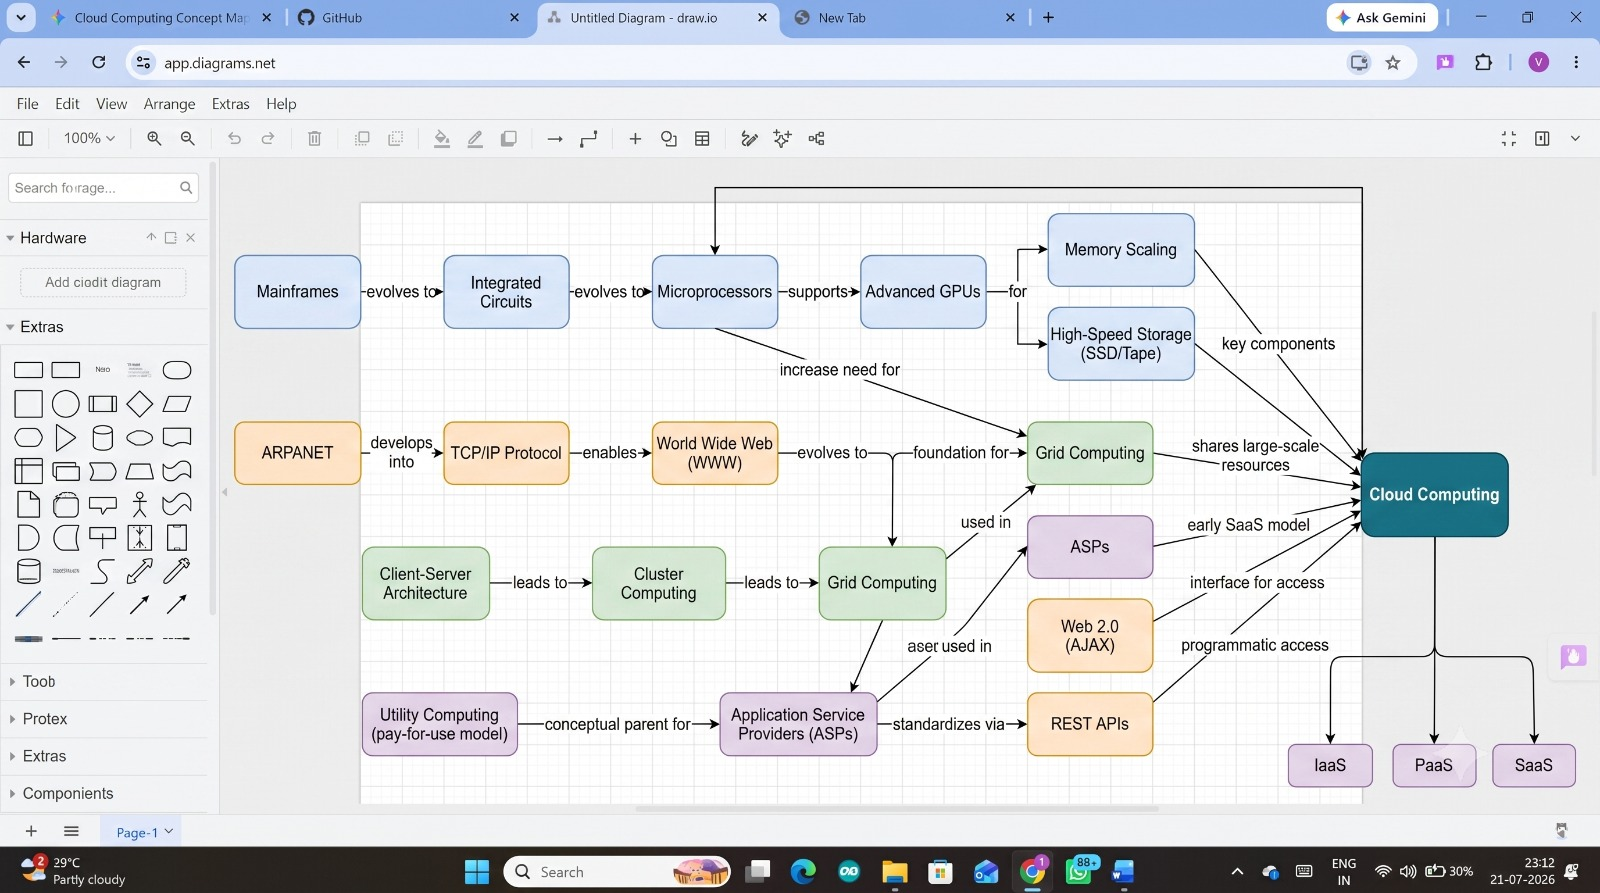 Cloud Computing Concept Map
GitHub
Untitled Diagram - draw.io
New Tab
Ask Gemini
app.diagrams.net
V
File Edit View Arrange Extras Help
100%
Search forage...
Hardware
Add ciodit diagram
Extras
Toob
Protex
Extras
Components
Mainframes
evolves to
Integrated
Circuits
evolves to
Microprocessors
supports
Advanced GPUs
for
Memory Scaling
High-Speed Storage
(SSD/Tape)
key components
increase need for
ARPANET
develops
into
TCP/IP Protocol
enables
World Wide Web
(WWW)
evolves to
foundation for
Grid Computing
shares large-scale
resources
Cloud Computing
used in
ASPs
early SaaS model
Client-Server
Architecture
leads to
Cluster
Computing
leads to
Grid Computing
interface for access
Web 2.0
(AJAX)
aser used in
programmatic access
Utility Computing
(pay-for-use model)
conceptual parent for
Application Service
Providers (ASPs)
standardizes via
REST APIs
IaaS
PaaS
SaaS
Page-1
2
29°C
Partly cloudy
Search
1
88+
ENG
IN
30%
23:12
21-07-2026